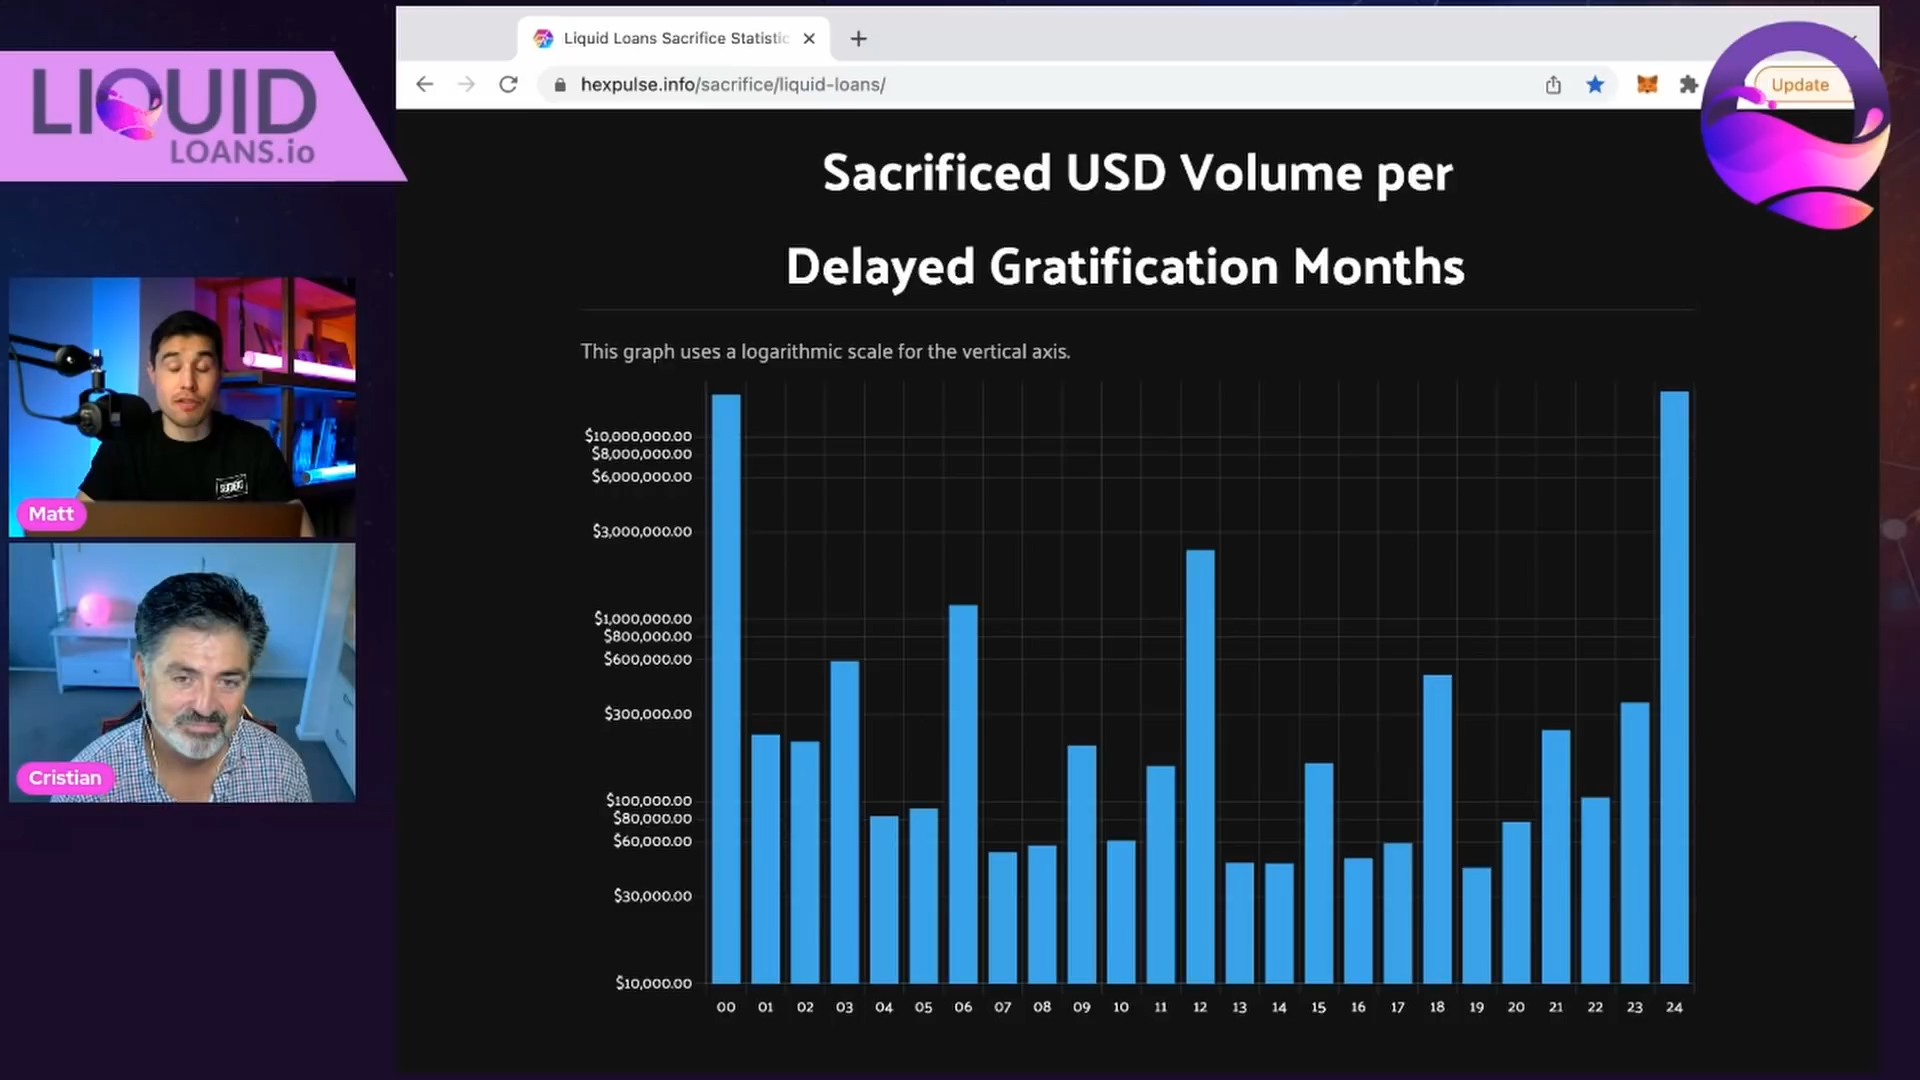 Liquid Loans Sacrifice Statistic
hexpulse.info/sacrifice/liquid-loans/
Update
LIQUID
LOANS.io
Sacrificed USD Volume per
Delayed Gratification Months
This graph uses a logarithmic scale for the vertical axis.
$10,000,000.00
$8,000,000.00
$6,000,000.00
$3,000,000.00
$1,000,000.00
$800,000.00
$600,000.00
$300,000.00
$100,000.00
$80,000.00
$60,000.00
$30,000.00
$10,000.00
00 01 02 03 04 05 06 07 08 09 10 11 12 13 14 15 16 17 18 19 20 21 22 23 24
Matt
Cristian